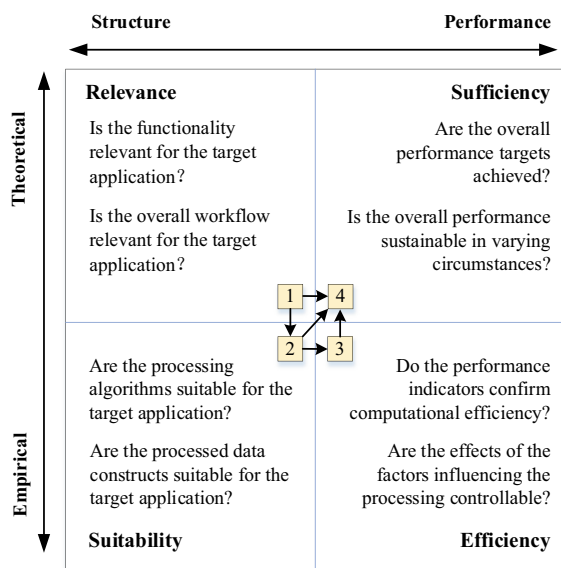 Structure
Performance
Theoretical
Empirical
Relevance
Is the functionality
relevant for the target
application?
Is the overall workflow
relevant for the target
application?
Sufficiency
Are the overall
performance targets
achieved?
Is the overall performance
sustainable in varying
circumstances?
1
4
2
3
Are the processing
algorithms suitable for the
target application?
Are the processed data
constructs suitable for the
target application?
Suitability
Do the performance
indicators confirm
computational efficiency?
Are the effects of the
factors influencing the
processing controllable?
Efficiency